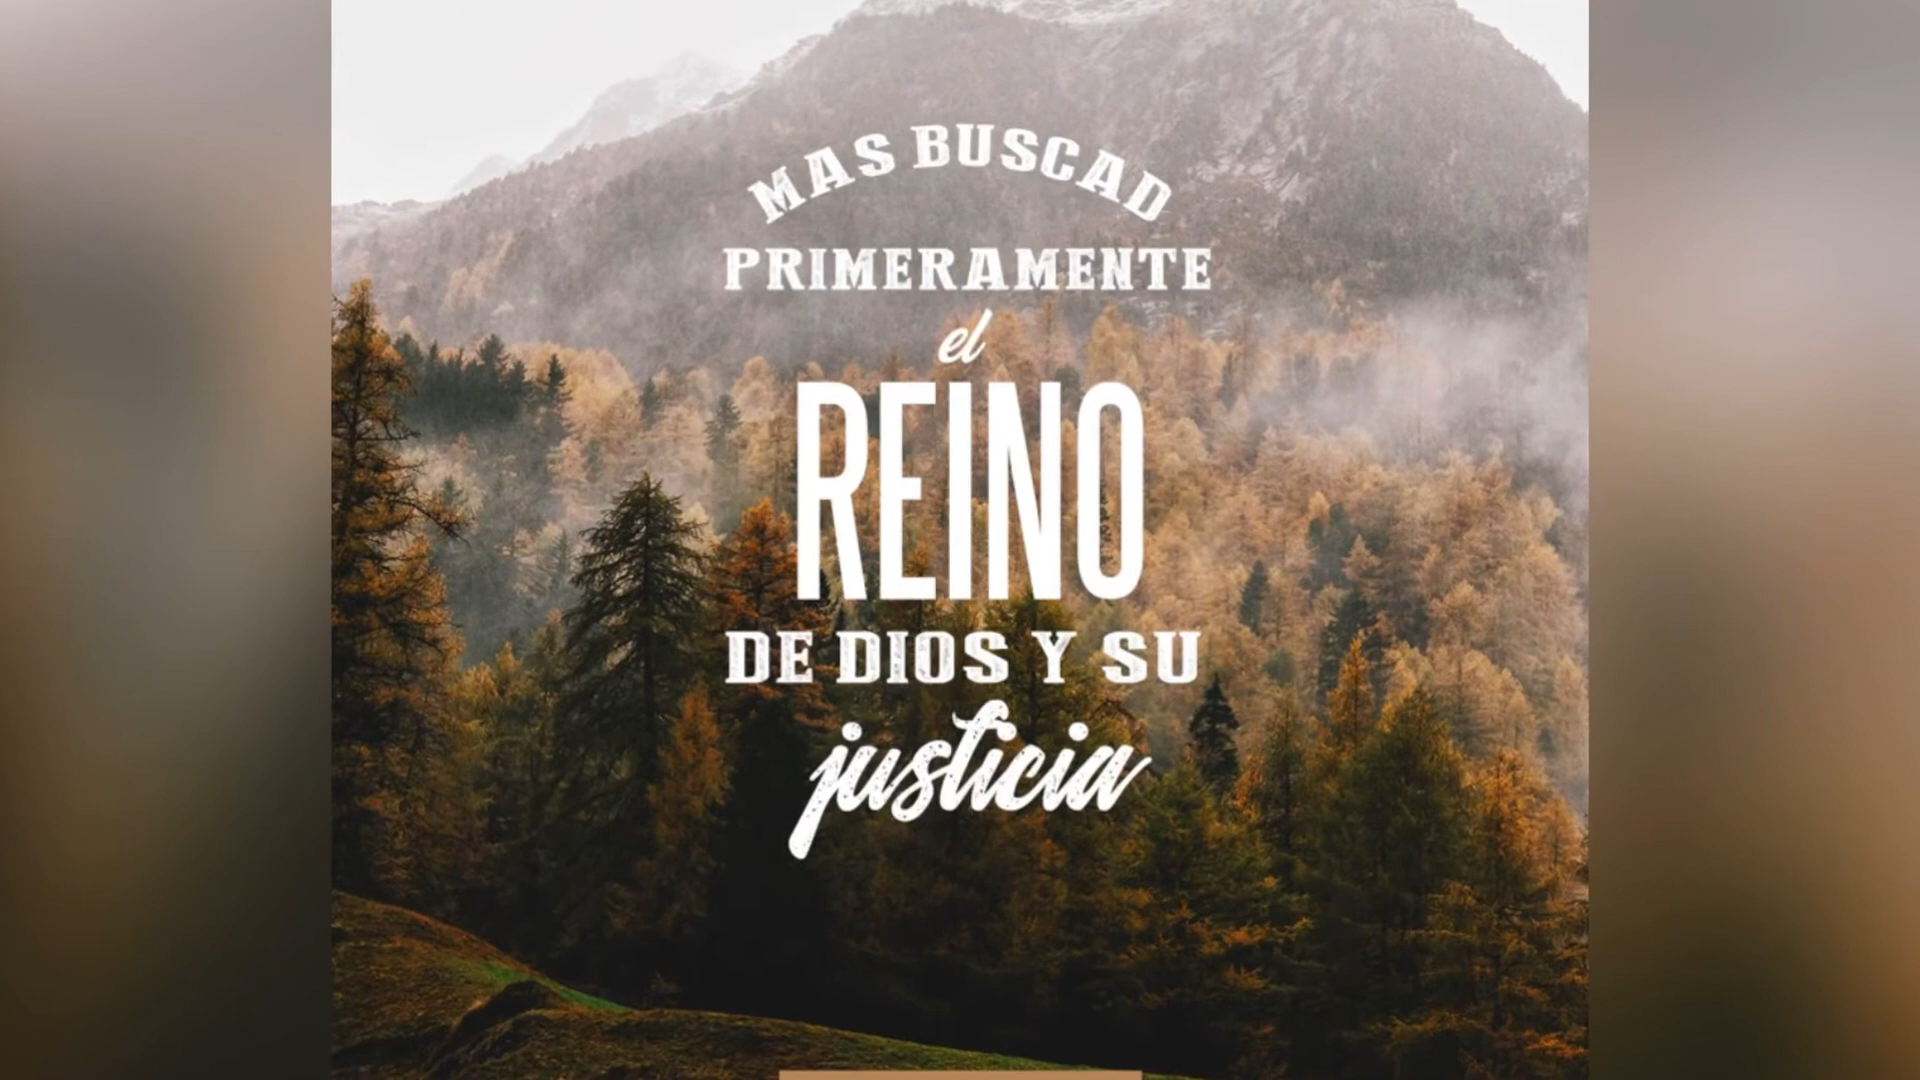 MAS BUSCAD
PRIMERAMENTE
el
REINO
DE DIOS Y SU
justicia